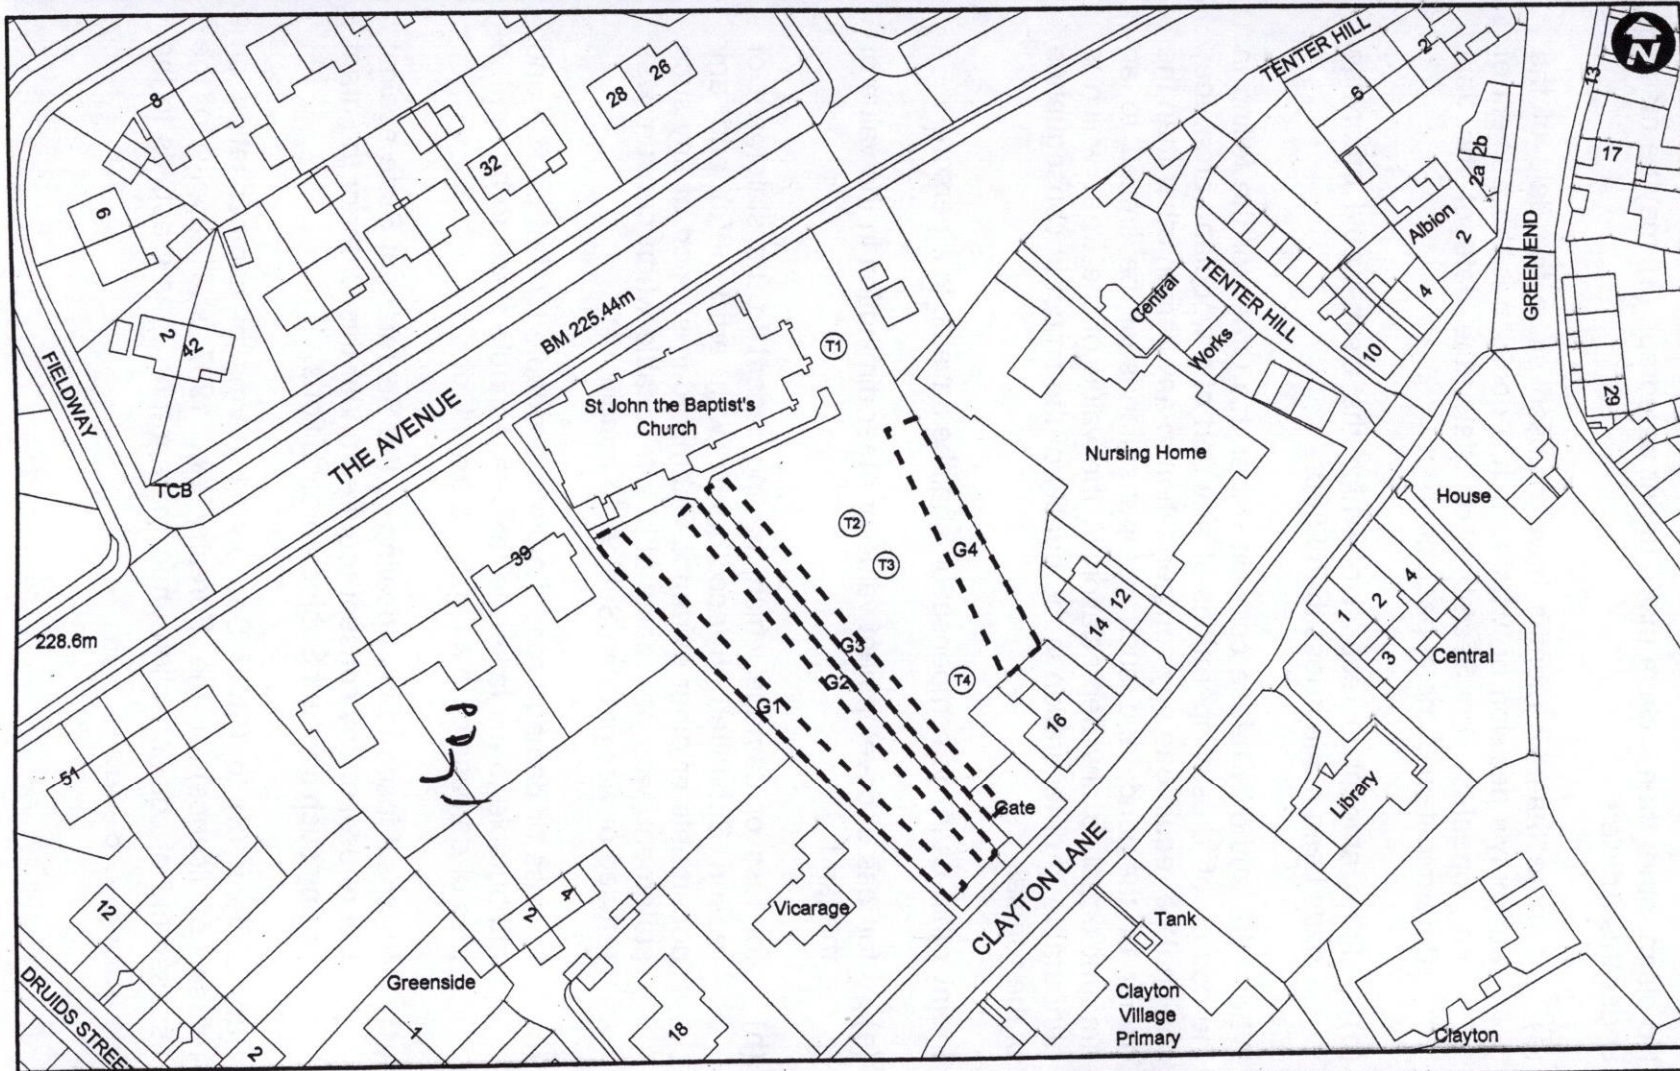 N
TENTER HILL
2
6
13
26
28
8
32
17
2a 2b
Albion
2
6
GREEN END
TENTER HILL
4
Central
BM 225.44m
2
42
Works
10
T1
FIELDWAY
29
St John the Baptist's
Church
THE AVENUE
Nursing Home
TCB
House
T2
G4
T3
39
4
2
1
12
14
3
Central
228.6m
G3
G2
G1
T4
16
51
Library
Gate
CLAYTON LANE
Vicarage
4
2
12
Tank
Greenside
DRUIDS STREET
Clayton
Village
Primary
1
18
2
Clayton